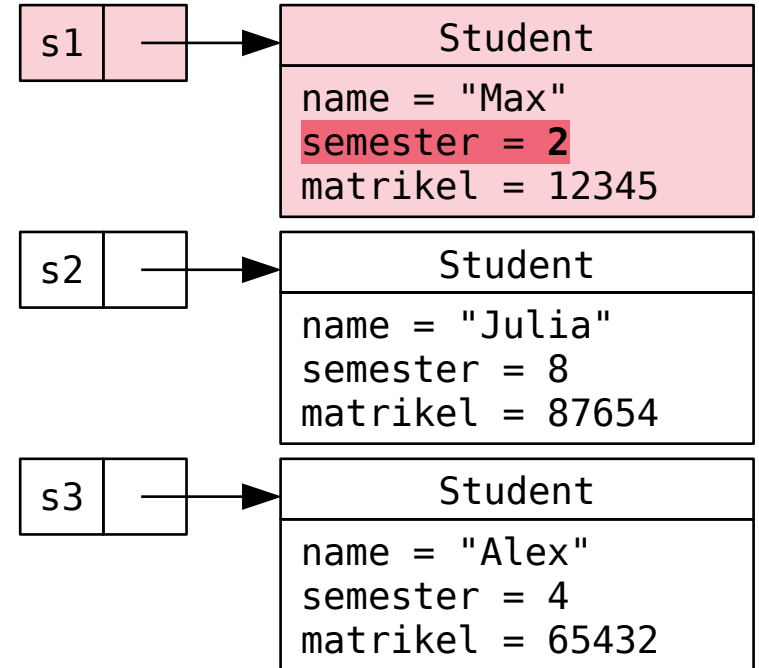 s1
Student
name = "Max"
semester = 2
matrikel = 12345
s2
Student
name = "Julia"
semester = 8
matrikel = 87654
s3
Student
name = "Alex"
semester = 4
matrikel = 65432